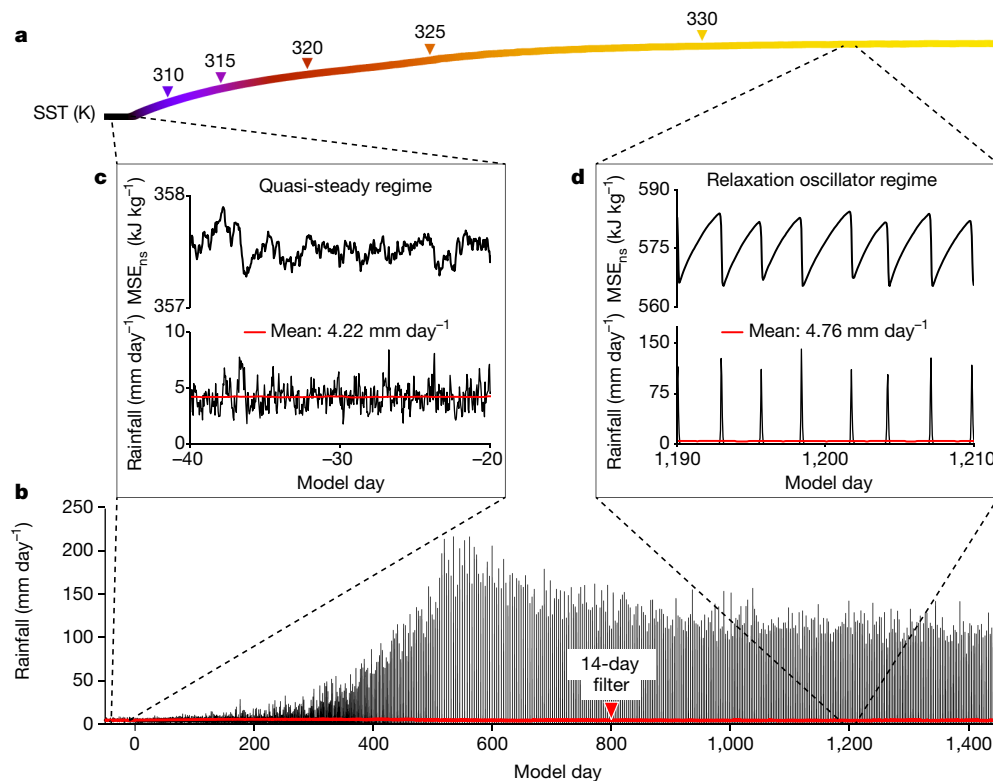 a
310
315
320
325
330
SST (K)
c
Quasi-steady regime
MSEns (kJ kg−1)
358
357
Rainfall (mm day−1)
10
5
0
Mean: 4.22 mm day−1
−40
−30
−20
Model day
d
Relaxation oscillator regime
MSEns (kJ kg−1)
590
575
560
Rainfall (mm day−1)
150
75
0
Mean: 4.76 mm day−1
1,190
1,200
1,210
Model day
b
Rainfall (mm day−1)
250
200
150
100
50
0
14-day
filter
0
200
400
600
800
1,000
1,200
1,400
Model day